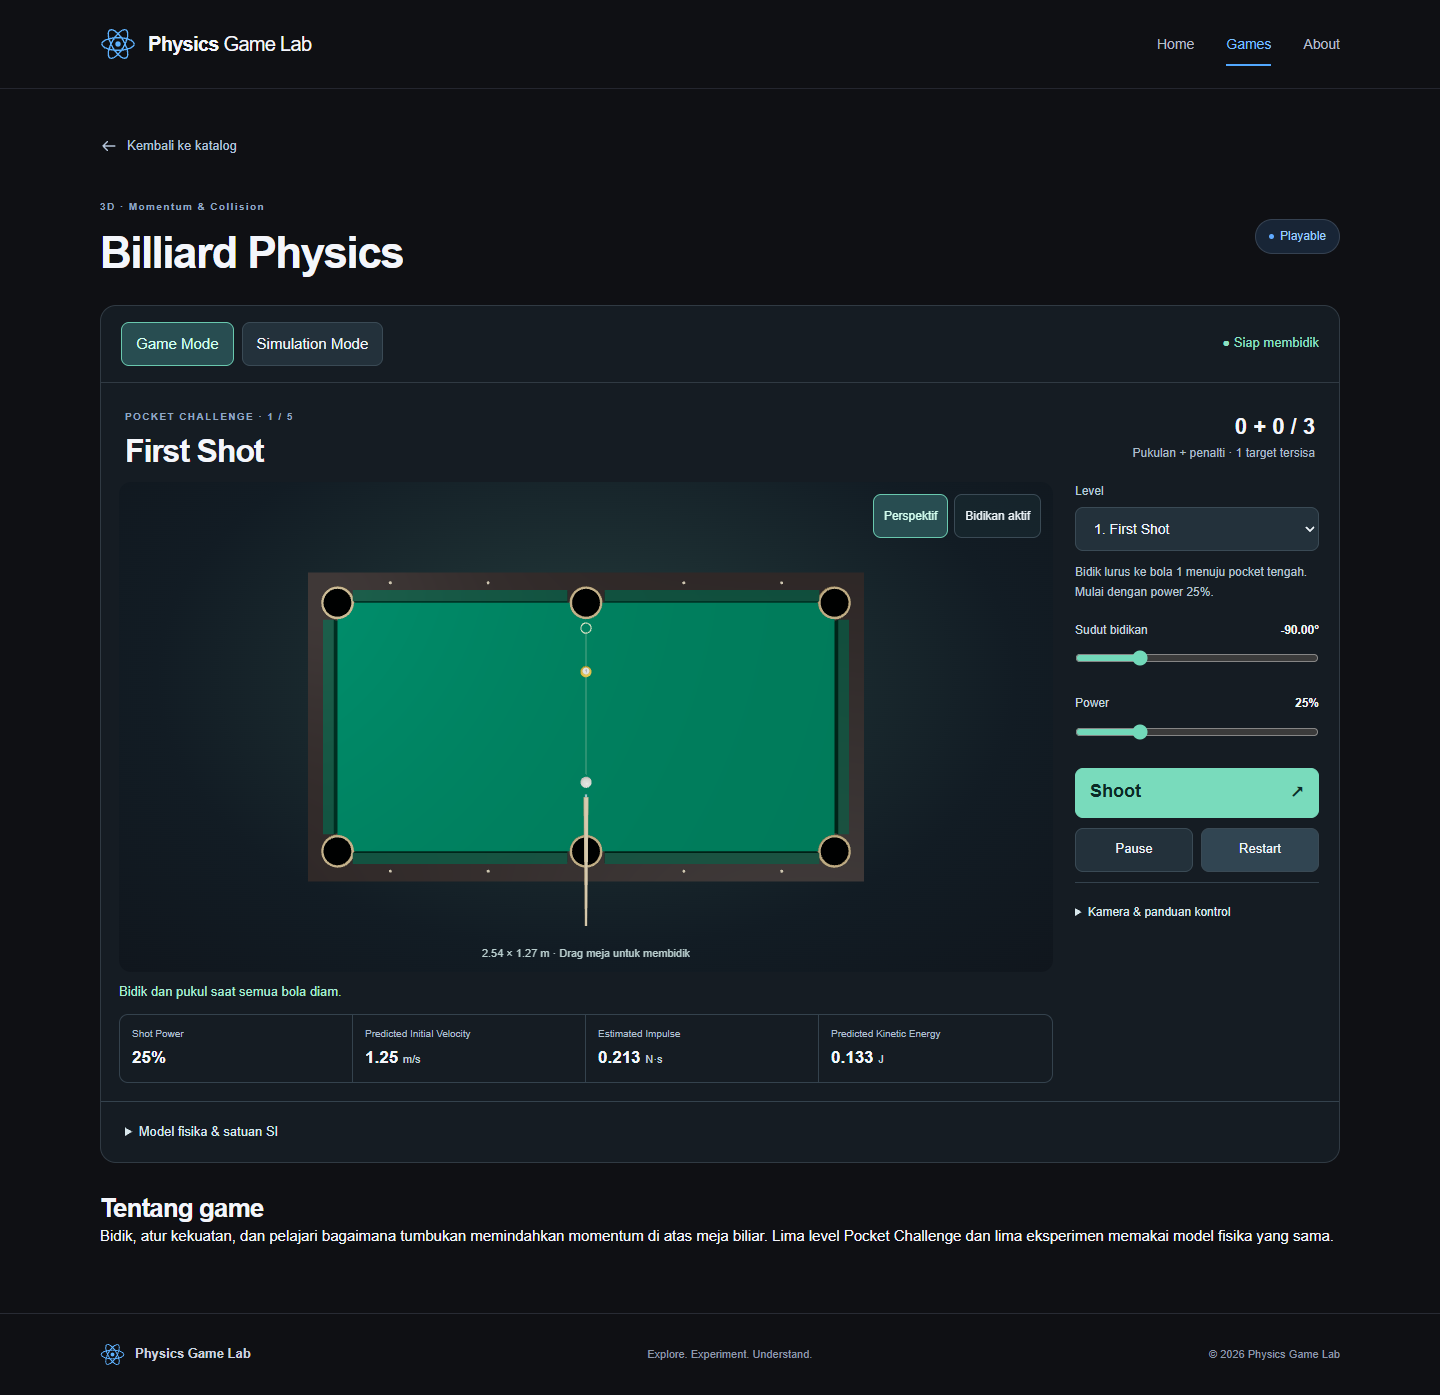 Physics Game Lab
Home
Games
About
Kembali ke katalog
3D · Momentum & Collision
Billiard Physics
Playable
Game Mode
Simulation Mode
Siap membidik
POCKET CHALLENGE · 1 / 5
First Shot
0 + 0 / 3
Pukulan + penalti · 1 target tersisa
Perspektif
Bidikan aktif
2.54 × 1.27 m · Drag meja untuk membidik
Level
1. First Shot
Bidik lurus ke bola 1 menuju pocket tengah.
Mulai dengan power 25%.
Sudut bidikan
-90.00°
Power
25%
Shoot
Pause
Restart
Kamera & panduan kontrol
Bidik dan pukul saat semua bola diam.
Shot Power
25%
Predicted Initial Velocity
1.25 m/s
Estimated Impulse
0.213 N·s
Predicted Kinetic Energy
0.133 J
Model fisika & satuan SI
Tentang game
Bidik, atur kekuatan, dan pelajari bagaimana tumbukan memindahkan momentum di atas meja biliar. Lima level Pocket Challenge dan lima eksperimen memakai model fisika yang sama.
Physics Game Lab
Explore. Experiment. Understand.
© 2026 Physics Game Lab